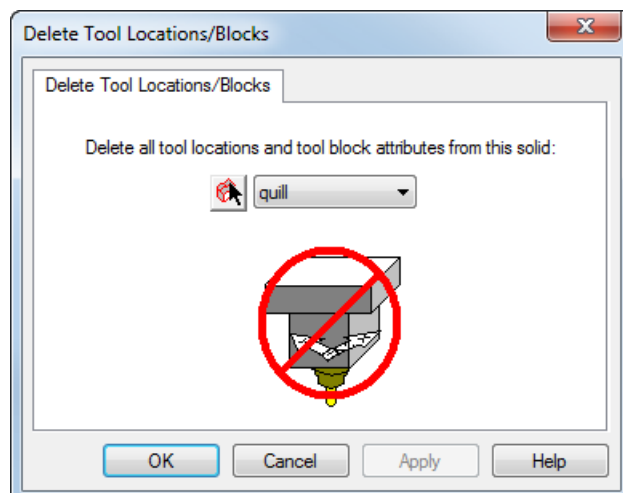 Delete Tool Locations/Blocks
Delete Tool Locations/Blocks
Delete all tool locations and tool block attributes from this solid:
quill
OK Cancel Apply Help